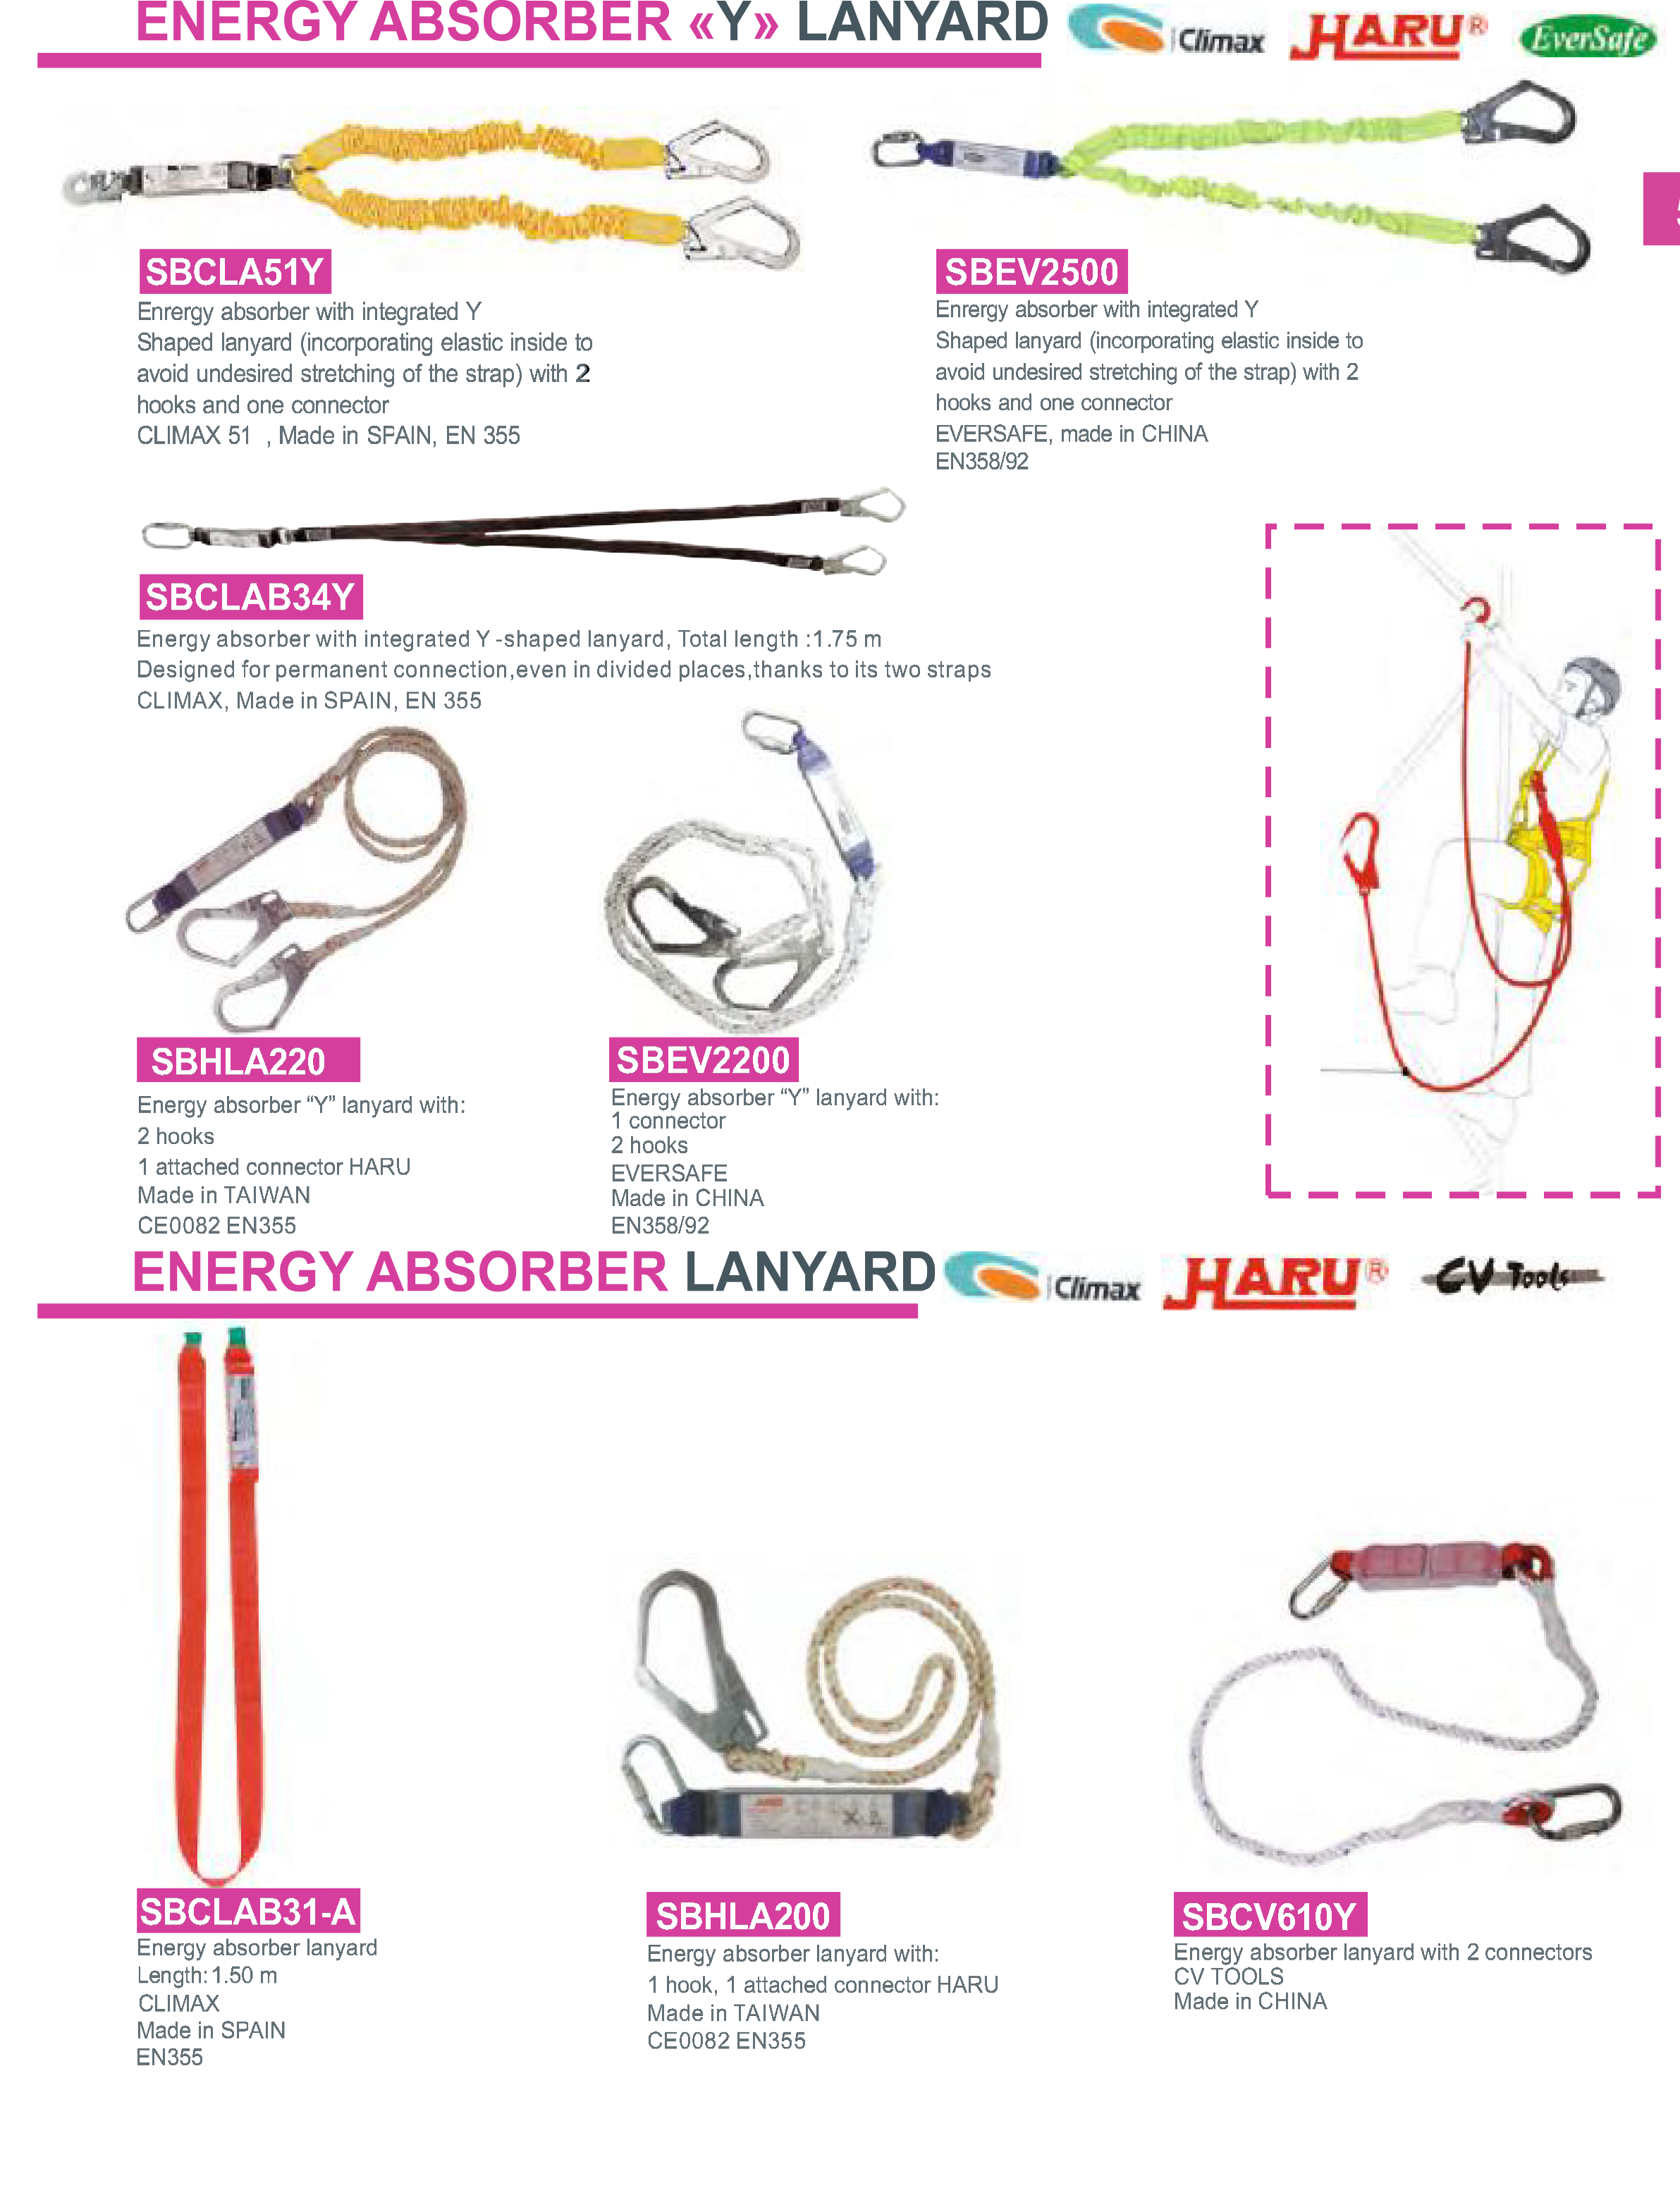 ENERGY ABSORBER «Y» LANYARD
Climax
HARU®
EverSafe
5
SBCLA51Y
Enrergy absorber with integrated Y
Shaped lanyard (incorporating elastic inside to
avoid undesired stretching of the strap) with 2
hooks and one connector
CLIMAX 51 , Made in SPAIN, EN 355
SBEV2500
Enrergy absorber with integrated Y
Shaped lanyard (incorporating elastic inside to
avoid undesired stretching of the strap) with 2
hooks and one connector
EVERSAFE, made in CHINA
EN358/92
SBCLAB34Y
Energy absorber with integrated Y -shaped lanyard, Total length :1.75 m
Designed for permanent connection,even in divided places,thanks to its two straps
CLIMAX, Made in SPAIN, EN 355
SBHLA220
Energy absorber “Y” lanyard with:
2 hooks
1 attached connector HARU
Made in TAIWAN
CE0082 EN355
SBEV2200
Energy absorber “Y” lanyard with:
1 connector
2 hooks
EVERSAFE
Made in CHINA
EN358/92
ENERGY ABSORBER LANYARD
Climax
HARU®
CV Tools
HARU
SBCLAB31-A
Energy absorber lanyard
Length:1.50 m
CLIMAX
Made in SPAIN
EN355
SBHLA200
Energy absorber lanyard with:
1 hook, 1 attached connector HARU
Made in TAIWAN
CE0082 EN355
SBCV610Y
Energy absorber lanyard with 2 connectors
CV TOOLS
Made in CHINA